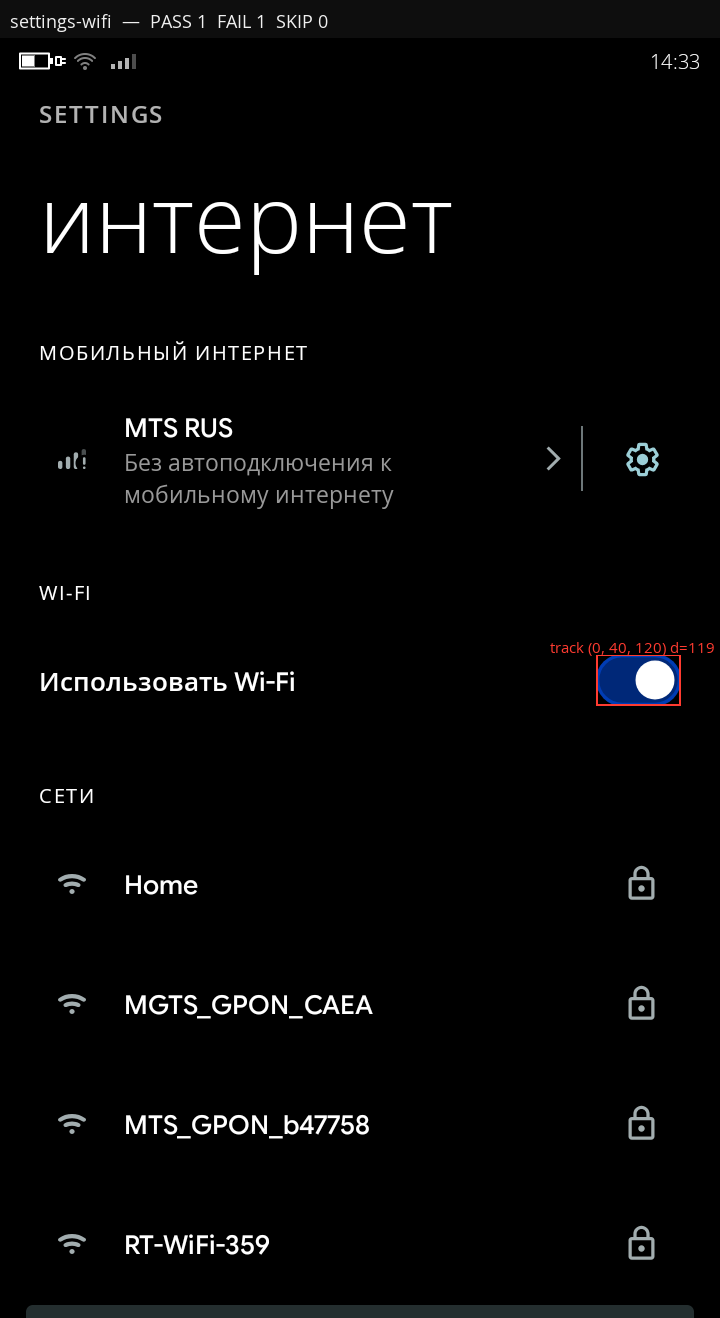 settings-wifi — PASS 1 FAIL 1 SKIP 0
14:33
SETTINGS
интернет
МОБИЛЬНЫЙ ИНТЕРНЕТ
MTS RUS
Без автоподключения к
мобильному интернету
WI-FI
track (0, 40, 120) d=119
Использовать Wi-Fi
СЕТИ
Home
MGTS_GPON_CAEA
MTS_GPON_b47758
RT-WiFi-359